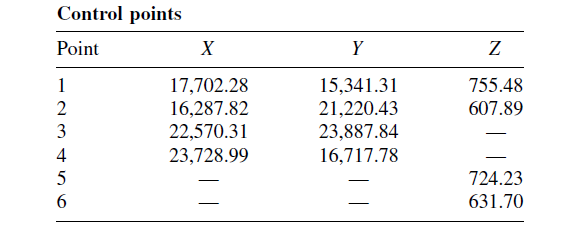 Control points
Point X Y Z
1 17,702.28 15,341.31 755.48
2 16,287.82 21,220.43 607.89
3 22,570.31 23,887.84 —
4 23,728.99 16,717.78 —
5 — — 724.23
6 — — 631.70